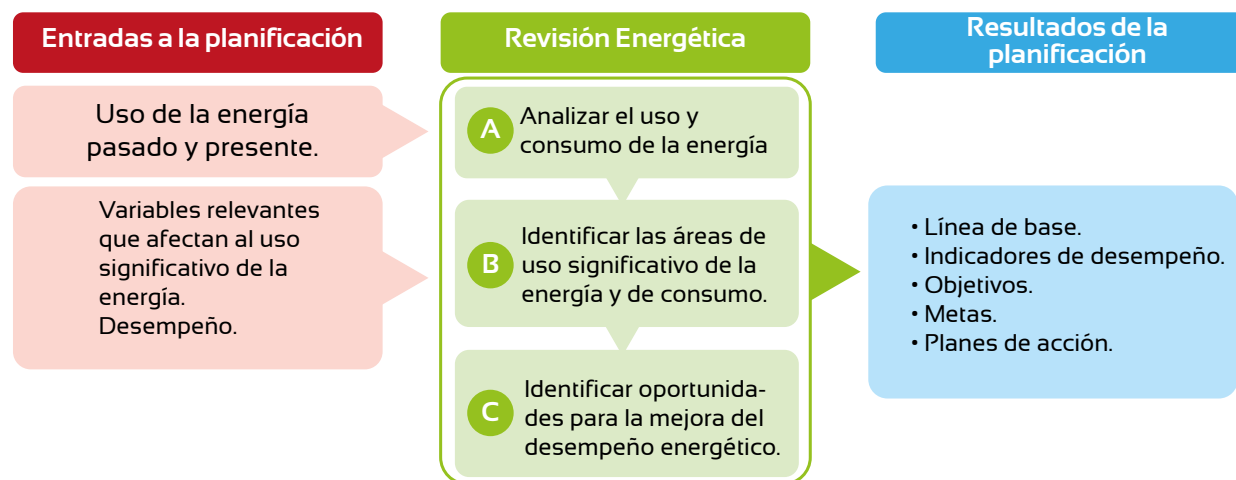 Entradas a la planificación
Uso de la energía
pasado y presente.
Variables relevantes
que afectan al uso
significativo de la
energía.
Desempeño.
Revisión Energética
A
Analizar el uso y
consumo de la energía
B
Identificar las áreas de
uso significativo de la
energía y de consumo.
C
Identificar oportunida-
des para la mejora del
desempeño energético.
Resultados de la
planificación
• Línea de base.
• Indicadores de desempeño.
• Objetivos.
• Metas.
• Planes de acción.